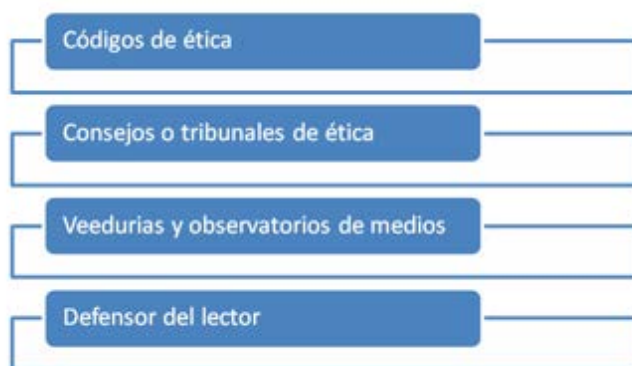 Códigos de ética
Consejos o tribunales de ética
Veedurias y observatorios de medios
Defensor del lector